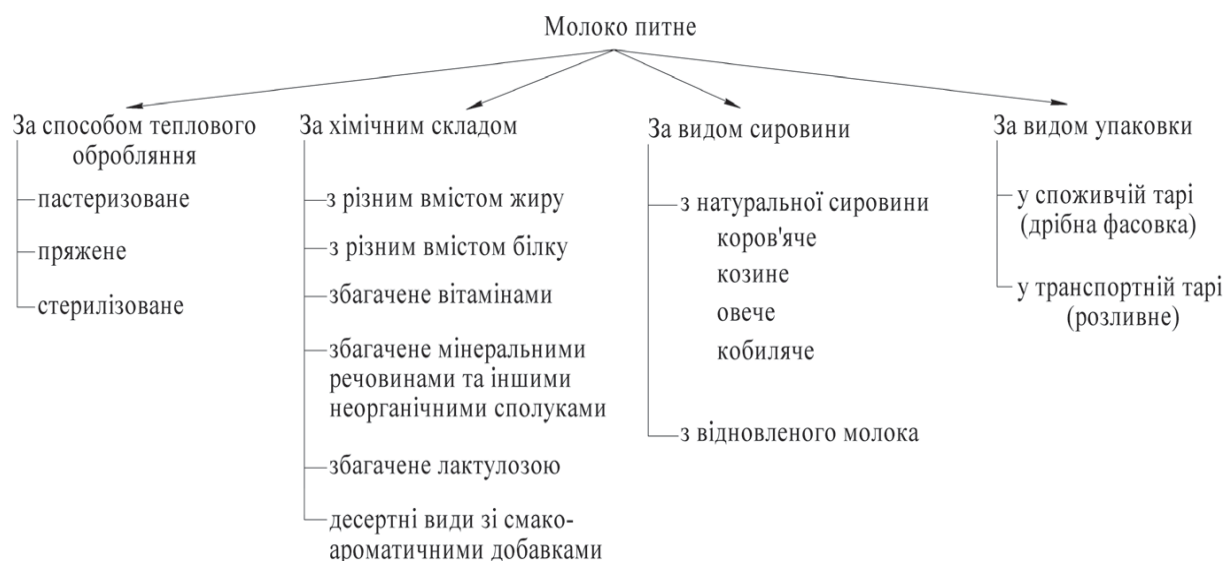 Молоко питне
За способом теплового
обробляння
пастеризоване
пряжене
стерилізоване
За хімічним складом
з різним вмістом жиру
з різним вмістом білку
збагачене вітамінами
збагачене мінеральними
речовинами та іншими
неорганічними сполуками
збагачене лактулозою
десертні види зі смако-
ароматичними добавками
За видом сировини
з натуральної сировини
коров'яче
козине
овече
кобиляче
з відновленого молока
За видом упаковки
у споживчій тарі
(дрібна фасовка)
у транспортній тарі
(розливне)